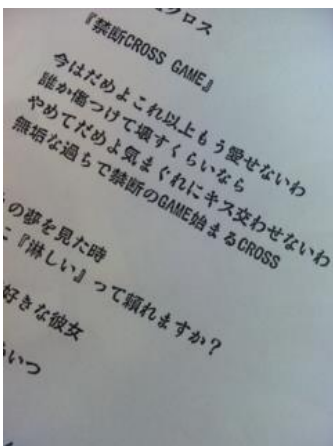 クロス
『禁断CROSS GAME』
今はだめよこれ以上もう愛せないわ
誰か傷つけて壊すくらいなら
やめてだめよ気まぐれにキス交わせないわ
無垢な過ちで禁断のGAME始まるCROSS
の夢を見た時
に『淋しい』って頼れますか？
好きな彼女
いつ